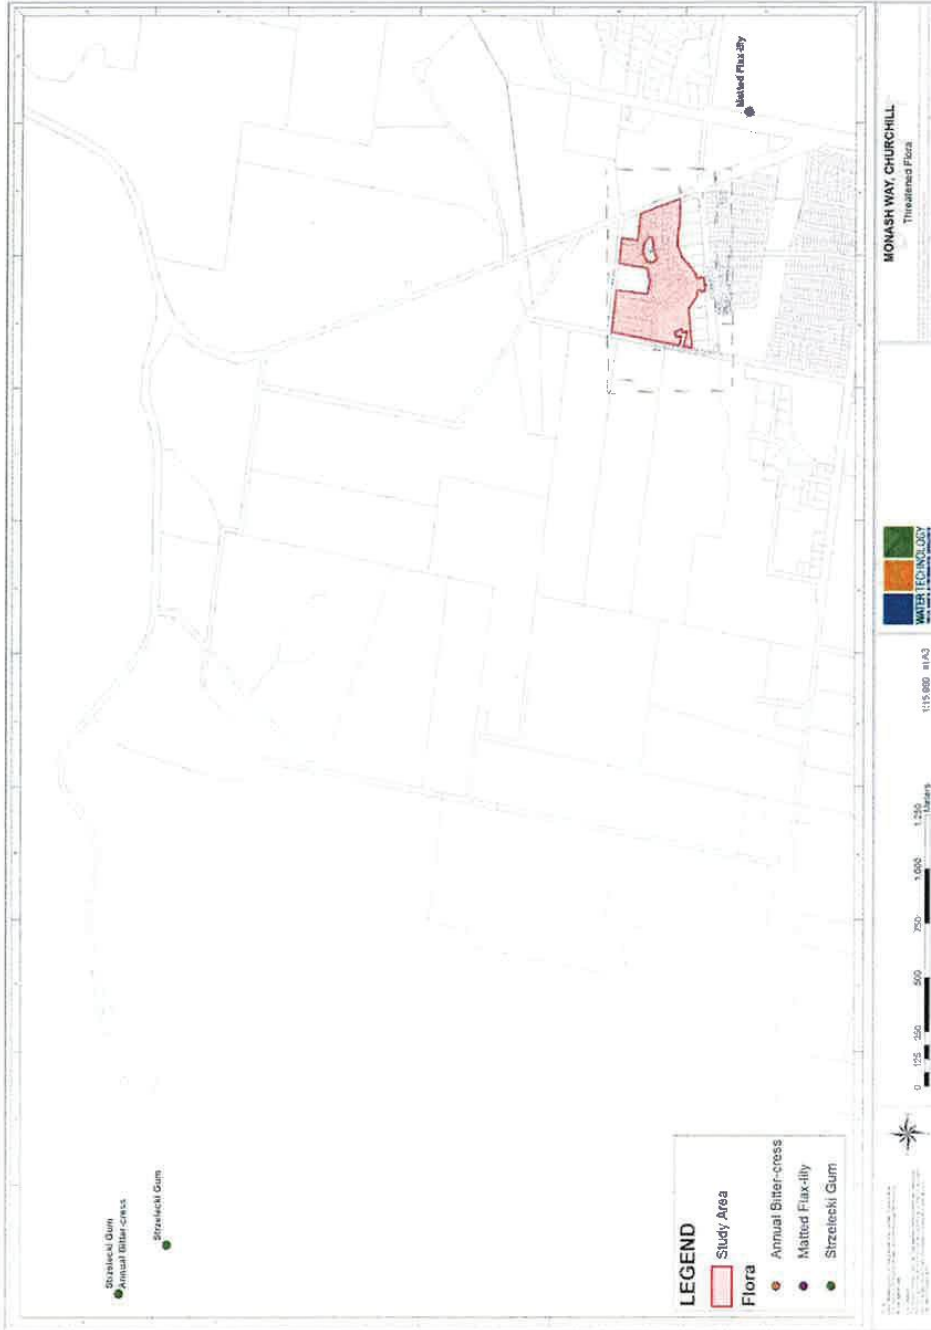 Strzelecki Gum
Annual Bitter-cress
Strzelecki Gum
Matted Flax-lily
LEGEND
Study Area
Flora
Annual Bitter-cress
Matted Flax-lily
Strzelecki Gum
0 125 250 500 750 1,000 1,250
Meters
1:15,000 at A3
WATER TECHNOLOGY
MONASH WAY, CHURCHILL
Threatened Flora